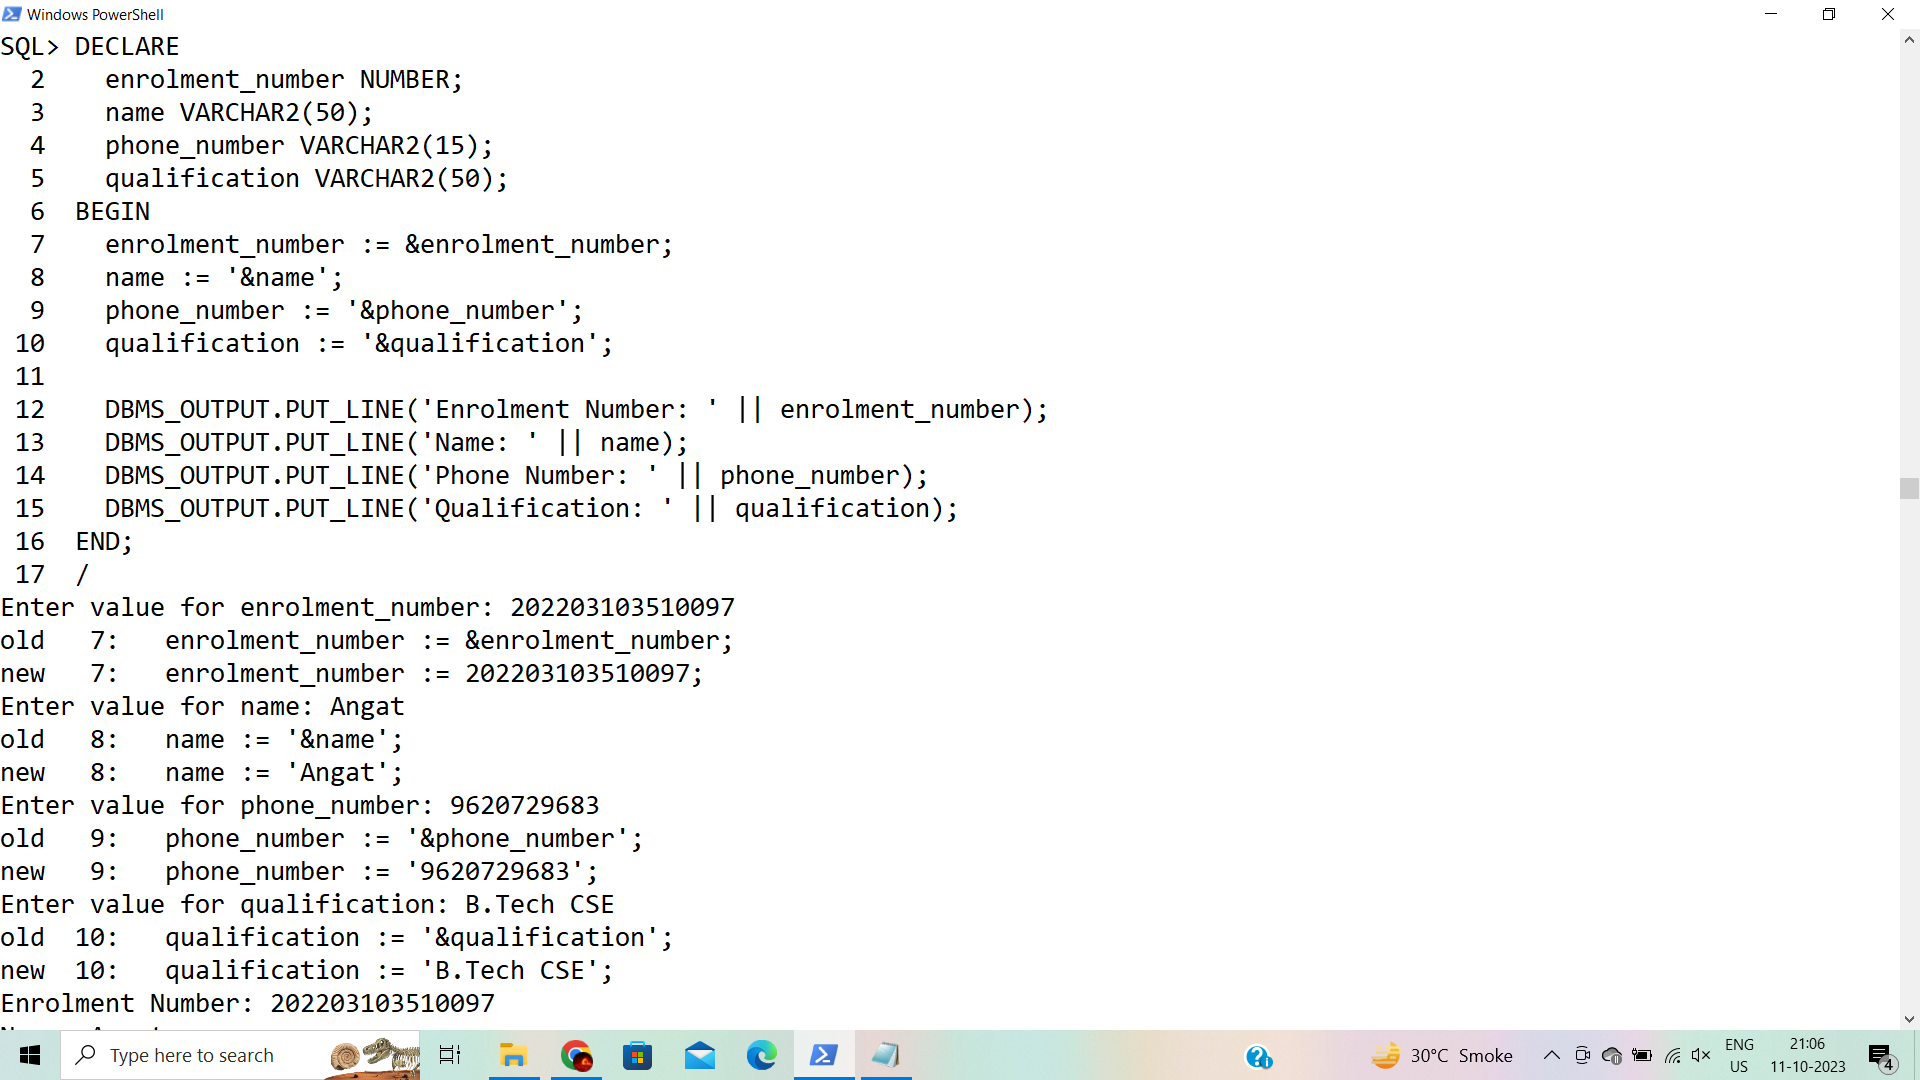 Windows PowerShell
SQL> DECLARE
  2    enrolment_number NUMBER;
  3    name VARCHAR2(50);
  4    phone_number VARCHAR2(15);
  5    qualification VARCHAR2(50);
  6  BEGIN
  7    enrolment_number := &enrolment_number;
  8    name := '&name';
  9    phone_number := '&phone_number';
 10    qualification := '&qualification';
 11
 12    DBMS_OUTPUT.PUT_LINE('Enrolment Number: ' || enrolment_number);
 13    DBMS_OUTPUT.PUT_LINE('Name: ' || name);
 14    DBMS_OUTPUT.PUT_LINE('Phone Number: ' || phone_number);
 15    DBMS_OUTPUT.PUT_LINE('Qualification: ' || qualification);
 16  END;
 17  /
Enter value for enrolment_number: 202203103510097
old   7:   enrolment_number := &enrolment_number;
new   7:   enrolment_number := 202203103510097;
Enter value for name: Angat
old   8:   name := '&name';
new   8:   name := 'Angat';
Enter value for phone_number: 9620729683
old   9:   phone_number := '&phone_number';
new   9:   phone_number := '9620729683';
Enter value for qualification: B.Tech CSE
old  10:   qualification := '&qualification';
new  10:   qualification := 'B.Tech CSE';
Enrolment Number: 202203103510097
Type here to search
30°C Smoke
ENG
US
21:06
11-10-2023
4